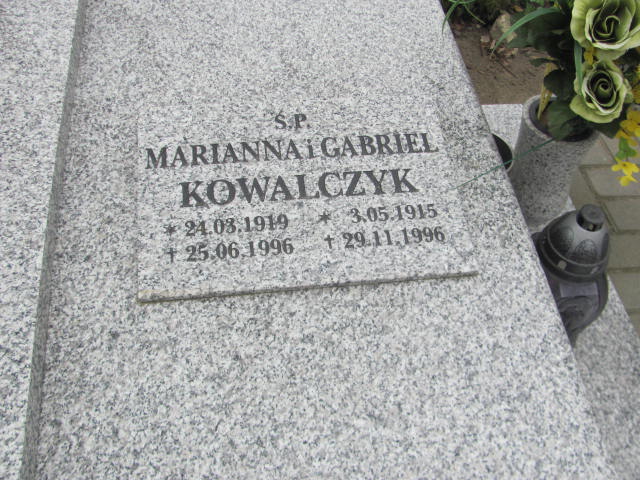 Ś.P.
MARIANNA i GABRIEL
KOWALCZYK
* 24.03.1919 * 3.05.1915
† 25.06.1996 † 29.11.1996